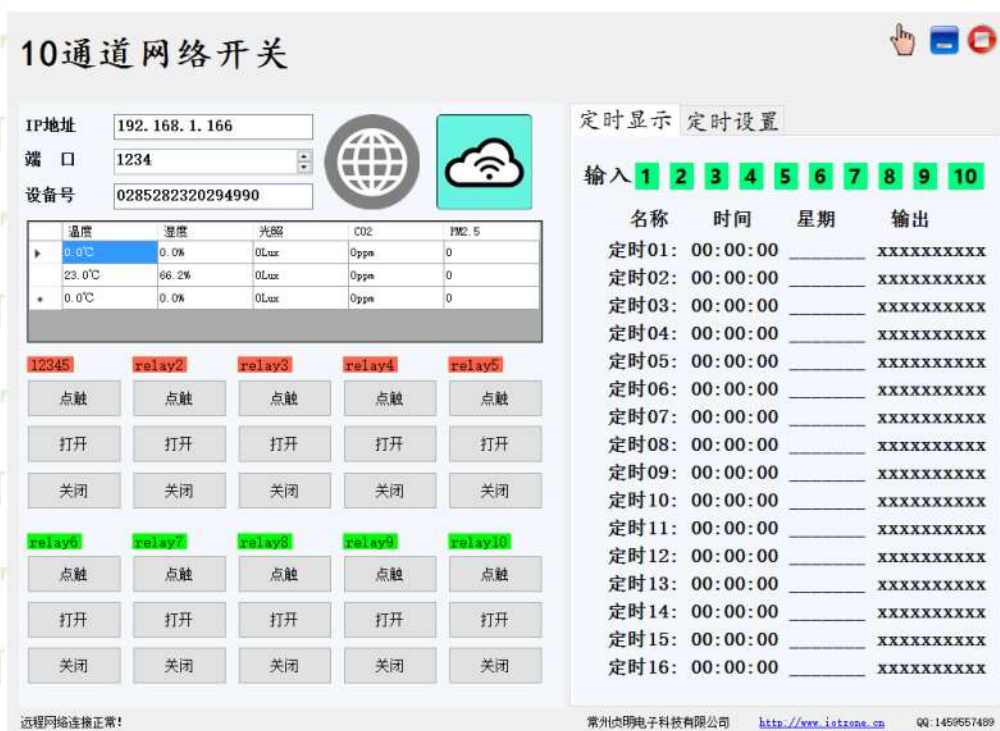 10通道网络开关
IP地址 192.168.1.166
端 口 1234
设备号 0285282320294990
温度 湿度 光照 CO2 PM2.5
0.0℃ 0.0% 0Lux 0ppm 0
23.0℃ 66.2% 0Lux 0ppm 0
0.0℃ 0.0% 0Lux 0ppm 0
12345 relay2 relay3 relay4 relay5
点触 点触 点触 点触 点触
打开 打开 打开 打开 打开
关闭 关闭 关闭 关闭 关闭
relay6 relay7 relay8 relay9 relay10
点触 点触 点触 点触 点触
打开 打开 打开 打开 打开
关闭 关闭 关闭 关闭 关闭
定时显示 定时设置
输入 1 2 3 4 5 6 7 8 9 10
名称 时间 星期 输出
定时01: 00:00:00 _______ xxxxxxxxxx
定时02: 00:00:00 _______ xxxxxxxxxx
定时03: 00:00:00 _______ xxxxxxxxxx
定时04: 00:00:00 _______ xxxxxxxxxx
定时05: 00:00:00 _______ xxxxxxxxxx
定时06: 00:00:00 _______ xxxxxxxxxx
定时07: 00:00:00 _______ xxxxxxxxxx
定时08: 00:00:00 _______ xxxxxxxxxx
定时09: 00:00:00 _______ xxxxxxxxxx
定时10: 00:00:00 _______ xxxxxxxxxx
定时11: 00:00:00 _______ xxxxxxxxxx
定时12: 00:00:00 _______ xxxxxxxxxx
定时13: 00:00:00 _______ xxxxxxxxxx
定时14: 00:00:00 _______ xxxxxxxxxx
定时15: 00:00:00 _______ xxxxxxxxxx
定时16: 00:00:00 _______ xxxxxxxxxx
远程网络连接正常! 常州贞明电子科技有限公司 http://www.iotzone.cn QQ:1459557489